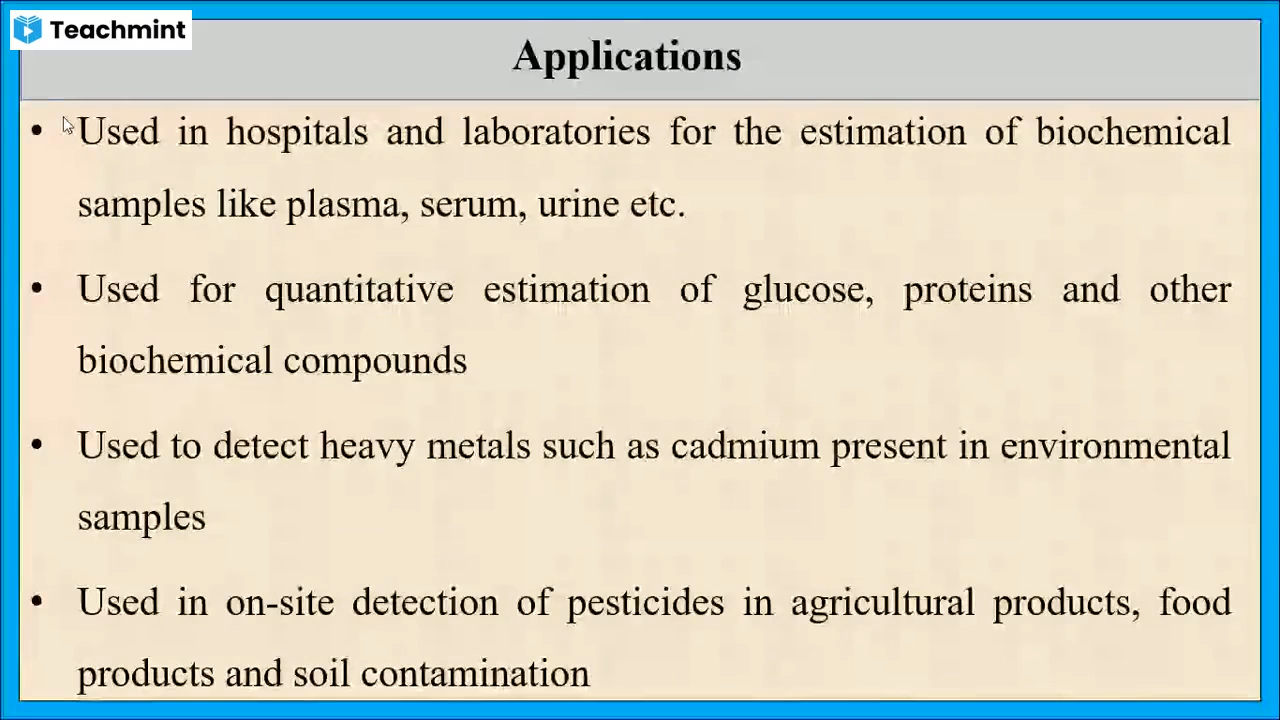 Teachmint
Applications
• Used in hospitals and laboratories for the estimation of biochemical
samples like plasma, serum, urine etc.
• Used for quantitative estimation of glucose, proteins and other
biochemical compounds
• Used to detect heavy metals such as cadmium present in environmental
samples
• Used in on-site detection of pesticides in agricultural products, food
products and soil contamination